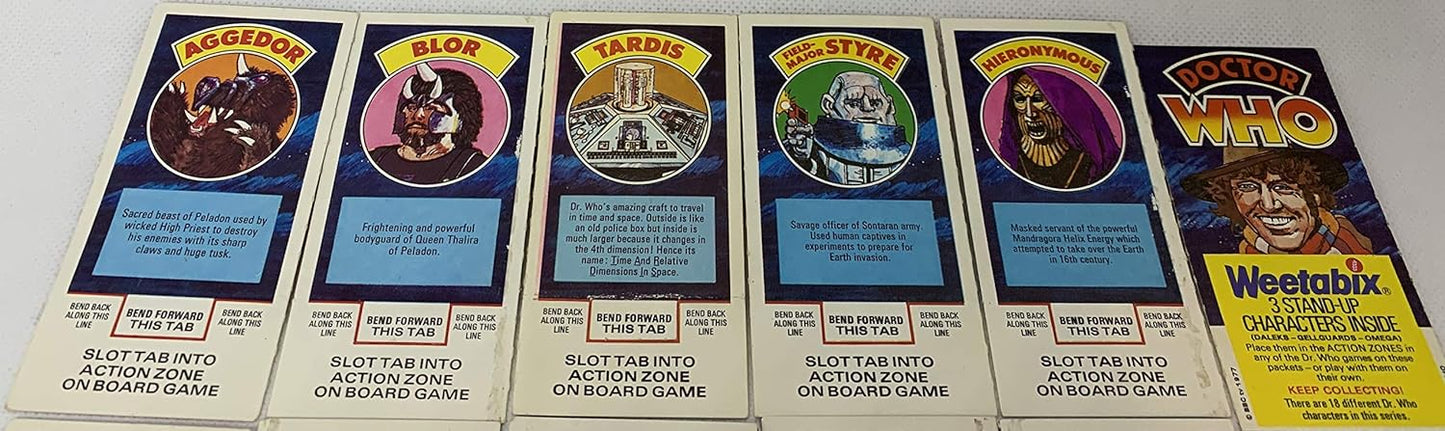 AGGEDOR
Sacred beast of Peladon used by
wicked High Priest to destroy
his enemies with its sharp
claws and huge tusk.
BEND BACK
ALONG THIS
LINE
BEND FORWARD
THIS TAB
BEND BACK
ALONG THIS
LINE
SLOT TAB INTO
ACTION ZONE
ON BOARD GAME
BLOR
Frightening and powerful
bodyguard of Queen Thalira
of Peladon.
BEND BACK
ALONG THIS
LINE
BEND FORWARD
THIS TAB
BEND BACK
ALONG THIS
LINE
SLOT TAB INTO
ACTION ZONE
ON BOARD GAME
TARDIS
Dr. Who's amazing craft to travel
in time and space. Outside is like
an old police box but inside is
much larger because it changes in
the 4th dimension! Hence its
name: Time And Relative
Dimensions In Space.
BEND BACK
ALONG THIS
LINE
BEND FORWARD
THIS TAB
BEND BACK
ALONG THIS
LINE
SLOT TAB INTO
ACTION ZONE
ON BOARD GAME
FIELD-
MAJOR STYRE
Savage officer of Sontaran army.
Used human captives in
experiments to prepare for
Earth invasion.
BEND BACK
ALONG THIS
LINE
BEND FORWARD
THIS TAB
BEND BACK
ALONG THIS
LINE
SLOT TAB INTO
ACTION ZONE
ON BOARD GAME
HIERONYMOUS
Masked servant of the powerful
Mandragora Helix Energy which
attempted to take over the Earth
in 16th century.
BEND BACK
ALONG THIS
LINE
BEND FORWARD
THIS TAB
BEND BACK
ALONG THIS
LINE
SLOT TAB INTO
ACTION ZONE
ON BOARD GAME
DOCTOR
WHO
Weetabix®
3 STAND-UP
CHARACTERS INSIDE
(DALEKS – GELLGUARDS – OMEGA)
Place them in the ACTION ZONES in
any of the Dr. Who games on these
packets – or play with them on
their own.
KEEP COLLECTING!
There are 18 different Dr. Who
characters in this series.
© BBC tv 1977